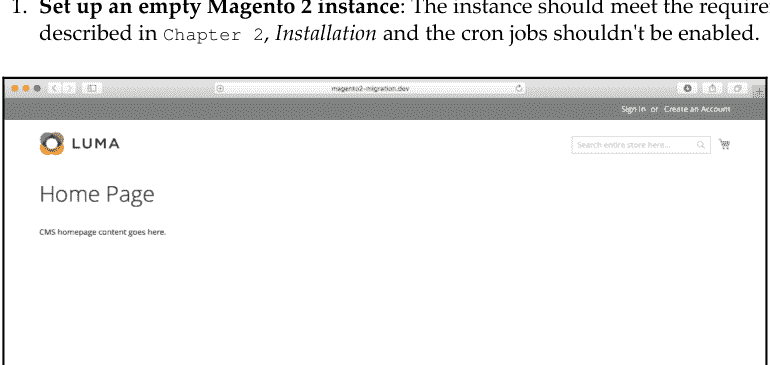 1. Set up an empty Magento 2 instance: The instance should meet the require
described in Chapter 2, Installation and the cron jobs shouldn't be enabled.
magento2-migration.dev
Sign In or Create an Account
LUMA
Search entire store here...
Home Page
CMS homepage content goes here.